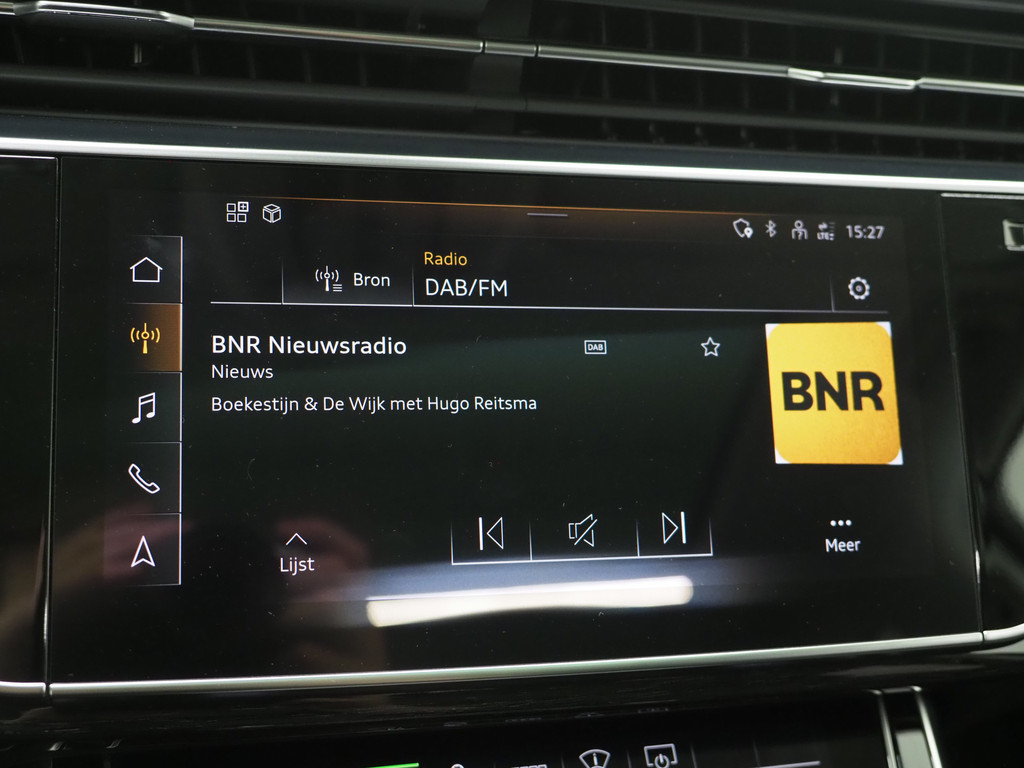 15:27
Bron
Radio
DAB/FM
BNR Nieuwsradio
DAB
Nieuws
Boekestijn & De Wijk met Hugo Reitsma
BNR
Lijst
Meer